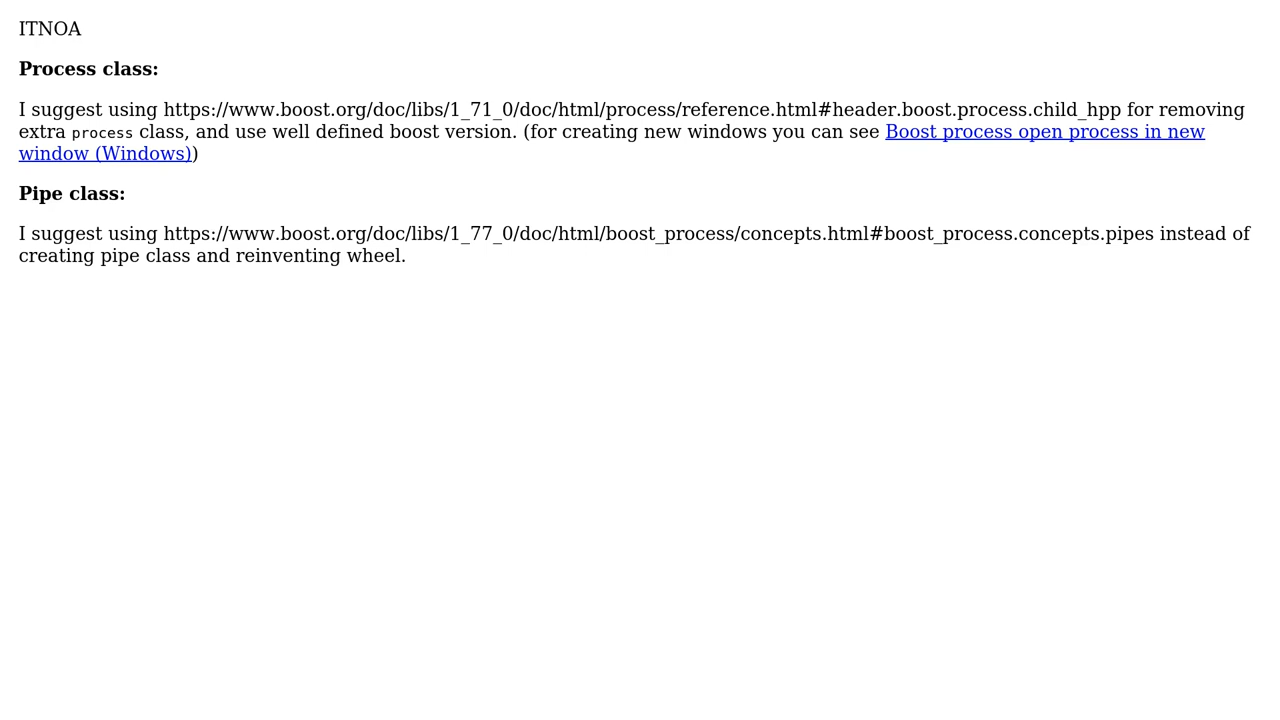 ITNOA
Process class:
I suggest using https://www.boost.org/doc/libs/1_71_0/doc/html/process/reference.html#header.boost.process.child_hpp for removing
extra process class, and use well defined boost version. (for creating new windows you can see Boost process open process in new
window (Windows))
Pipe class:
I suggest using https://www.boost.org/doc/libs/1_77_0/doc/html/boost_process/concepts.html#boost_process.concepts.pipes instead of
creating pipe class and reinventing wheel.